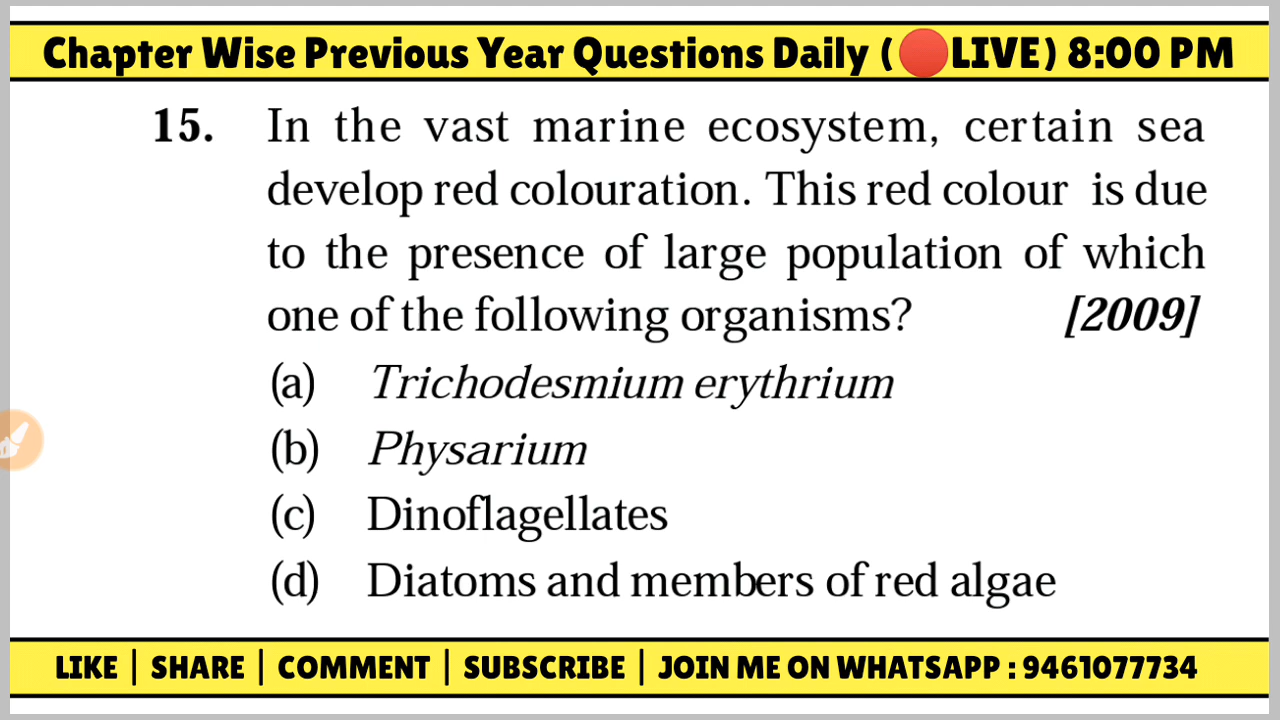 Chapter Wise Previous Year Questions Daily (🔴LIVE) 8:00 PM
15. In the vast marine ecosystem, certain sea
develop red colouration. This red colour is due
to the presence of large population of which
one of the following organisms? [2009]
(a) Trichodesmium erythrium
(b) Physarium
(c) Dinoflagellates
(d) Diatoms and members of red algae
LIKE | SHARE | COMMENT | SUBSCRIBE | JOIN ME ON WHATSAPP : 9461077734